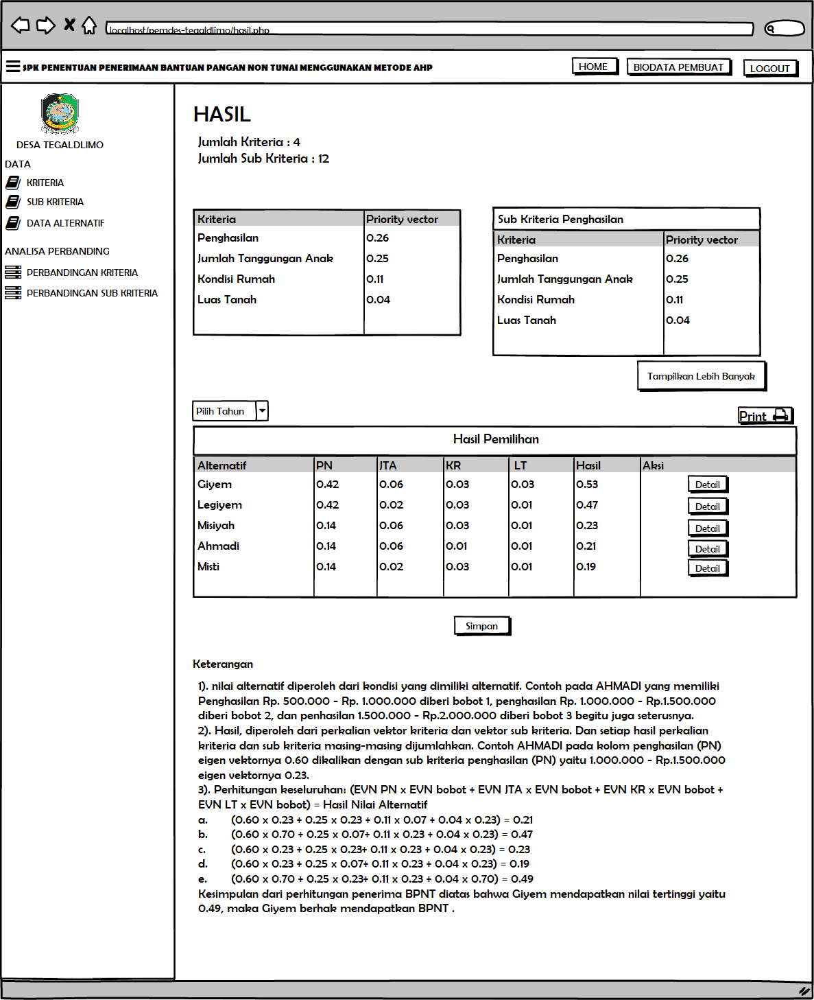 localhost/pemdes-tegaldlimo/hasil.php
SPK PENENTUAN PENERIMAAN BANTUAN PANGAN NON TUNAI MENGGUNAKAN METODE AHP
HOME
BIODATA PEMBUAT
LOGOUT
DESA TEGALDLIMO
DATA
KRITERIA
SUB KRITERIA
DATA ALTERNATIF
ANALISA PERBANDING
PERBANDINGAN KRITERIA
PERBANDINGAN SUB KRITERIA
HASIL
Jumlah Kriteria : 4
Jumlah Sub Kriteria : 12
Kriteria Priority vector
Penghasilan 0.26
Jumlah Tanggungan Anak 0.25
Kondisi Rumah 0.11
Luas Tanah 0.04
Sub Kriteria Penghasilan
Kriteria Priority vector
Penghasilan 0.26
Jumlah Tanggungan Anak 0.25
Kondisi Rumah 0.11
Luas Tanah 0.04
Tampilkan Lebih Banyak
Pilih Tahun
Print
Hasil Pemilihan
Alternatif PN JTA KR LT Hasil Aksi
Giyem 0.42 0.06 0.03 0.03 0.53 Detail
Legiyem 0.42 0.02 0.03 0.01 0.47 Detail
Misiyah 0.14 0.06 0.03 0.01 0.23 Detail
Ahmadi 0.14 0.06 0.01 0.01 0.21 Detail
Misti 0.14 0.02 0.03 0.01 0.19 Detail
Simpan
Keterangan
1). nilai alternatif diperoleh dari kondisi yang dimiliki alternatif. Contoh pada AHMADI yang memiliki
Penghasilan Rp. 500.000 - Rp. 1.000.000 diberi bobot 1, penghasilan Rp. 1.000.000 - Rp.1.500.000
diberi bobot 2, dan penhasilan 1.500.000 - Rp.2.000.000 diberi bobot 3 begitu juga seterusnya.
2). Hasil, diperoleh dari perkalian vektor kriteria dan vektor sub kriteria. Dan setiap hasil perkalian
kriteria dan sub kriteria masing-masing dijumlahkan. Contoh AHMADI pada kolom penghasilan (PN)
eigen vektornya 0.60 dikalikan dengan sub kriteria penghasilan (PN) yaitu 1.000.000 - Rp.1.500.000
eigen vektornya 0.23.
3). Perhitungan keseluruhan: (EVN PN x EVN bobot + EVN JTA x EVN bobot + EVN KR x EVN bobot +
EVN LT x EVN bobot) = Hasil Nilai Alternatif
a. (0.60 x 0.23 + 0.25 x 0.23 + 0.11 x 0.07 + 0.04 x 0.23) = 0.21
b. (0.60 x 0.70 + 0.25 x 0.07+ 0.11 x 0.23 + 0.04 x 0.23) = 0.47
c. (0.60 x 0.23 + 0.25 x 0.23+ 0.11 x 0.23 + 0.04 x 0.23) = 0.23
d. (0.60 x 0.23 + 0.25 x 0.07+ 0.11 x 0.23 + 0.04 x 0.23) = 0.19
e. (0.60 x 0.70 + 0.25 x 0.23+ 0.11 x 0.23 + 0.04 x 0.70) = 0.49
Kesimpulan dari perhitungan penerima BPNT diatas bahwa Giyem mendapatkan nilai tertinggi yaitu
0.49, maka Giyem berhak mendapatkan BPNT .